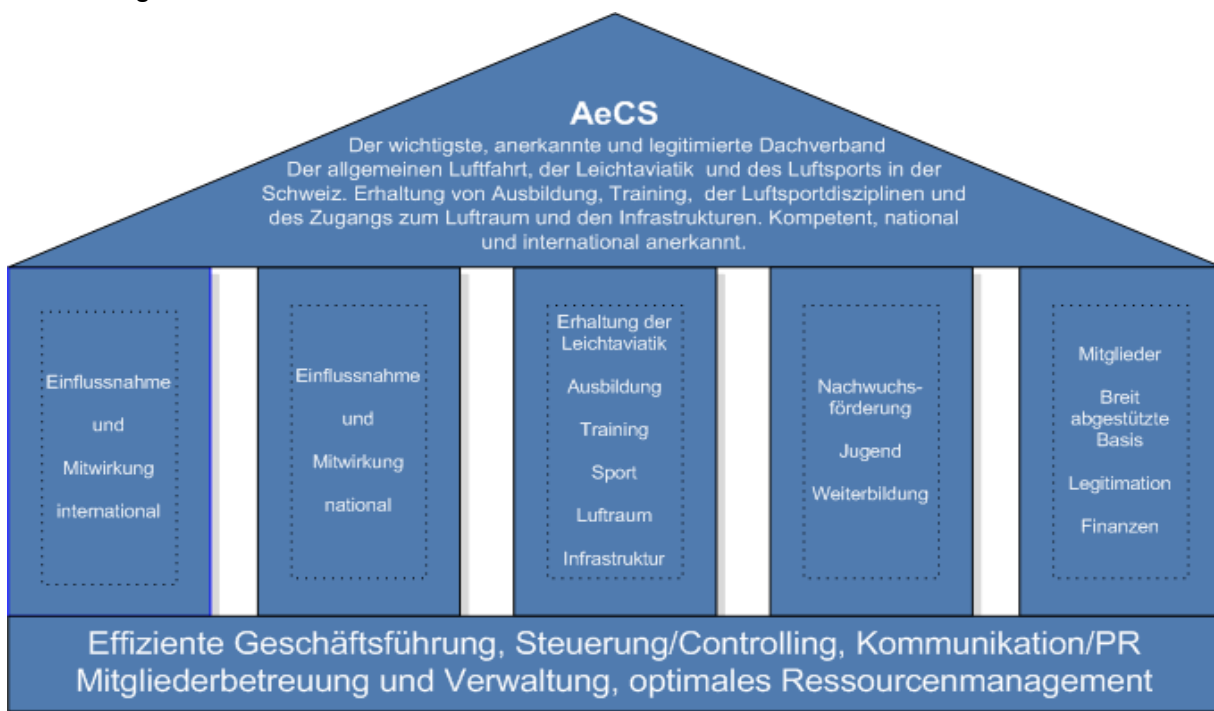 AeCS
Der wichtigste, anerkannte und legitimierte Dachverband
Der allgemeinen Luftfahrt, der Leichtaviatik und des Luftsports in der
Schweiz. Erhaltung von Ausbildung, Training, der Luftsportdisziplinen und
des Zugangs zum Luftraum und den Infrastrukturen. Kompetent, national
und international anerkannt.
Einflussnahme
und
Mitwirkung
international
Einflussnahme
und
Mitwirkung
national
Erhaltung der
Leichtaviatik
Ausbildung
Training
Sport
Luftraum
Infrastruktur
Nachwuchs-
förderung
Jugend
Weiterbildung
Mitglieder
Breit
abgestützte
Basis
Legitimation
Finanzen
Effiziente Geschäftsführung, Steuerung/Controlling, Kommunikation/PR
Mitgliederbetreuung und Verwaltung, optimales Ressourcenmanagement